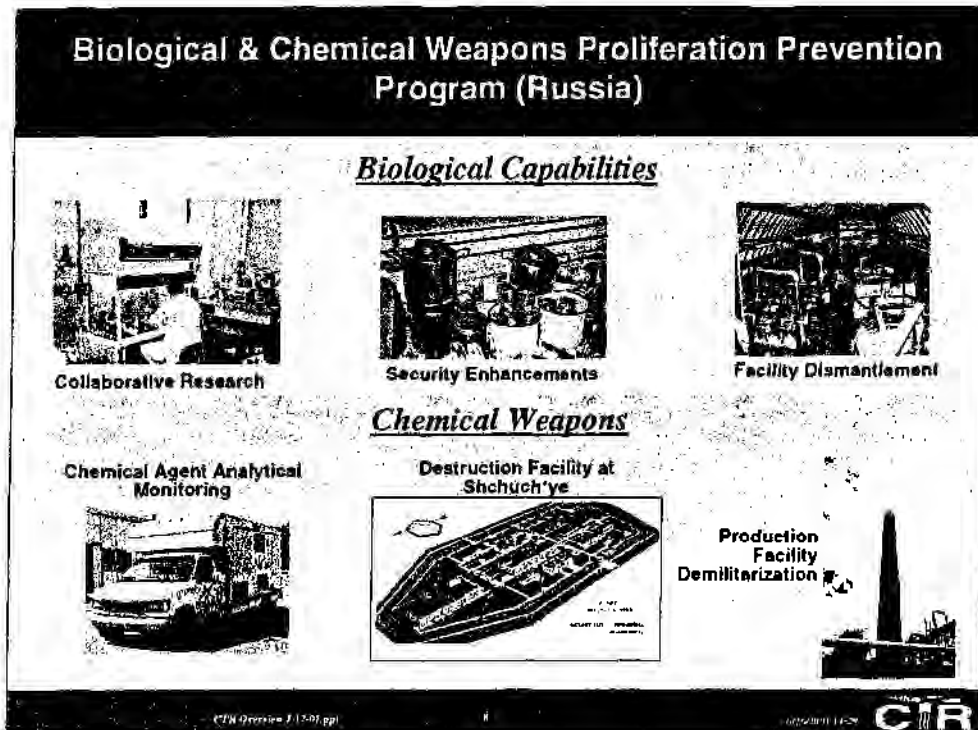 Biological & Chemical Weapons Proliferation Prevention
Program (Russia)
Biological Capabilities
Collaborative Research
Security Enhancements
Facility Dismantlement
Chemical Weapons
Chemical Agent Analytical
Monitoring
Destruction Facility at
Shchuch'ye
Production
Facility
Demilitarization
CTR